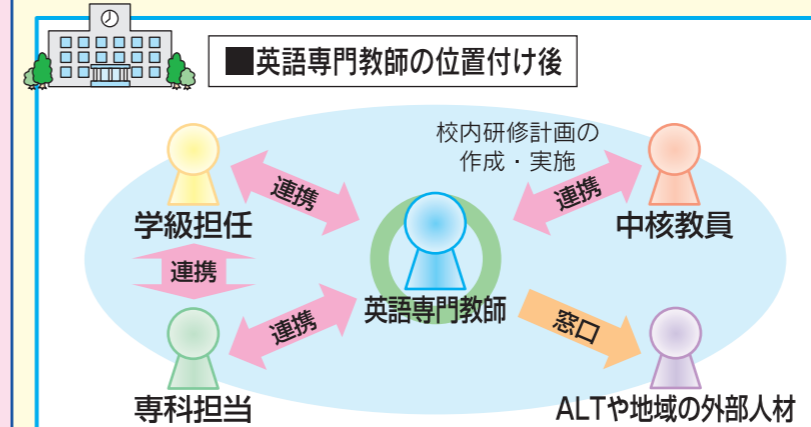 ■英語専門教師の位置付け後
校内研修計画の
作成・実施
連携
連携
学級担任
中核教員
連携
英語専門教師
連携
窓口
専科担当
ALTや地域の外部人材